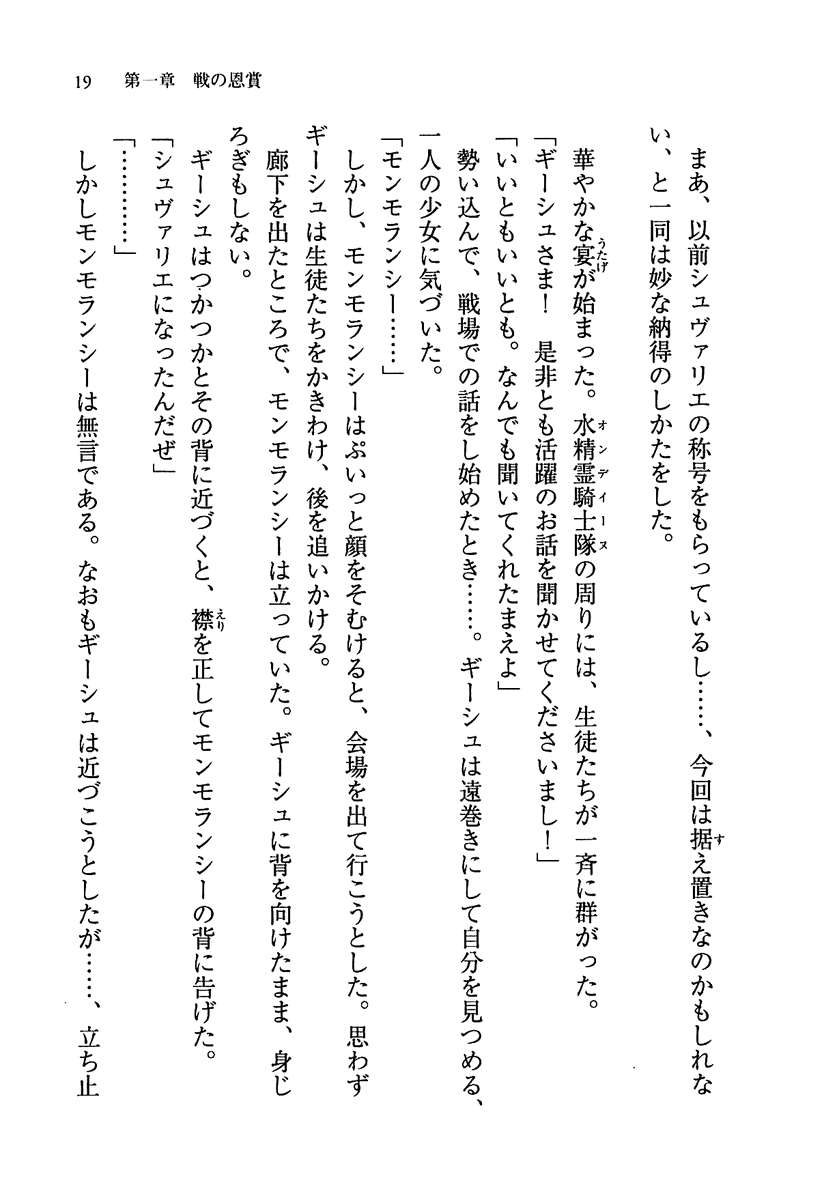 19　第一章　戦の恩賞
　まあ、以前シュヴァリエの称号をもらっているし……、今回は据え置きなのかもしれな
い、と一同は妙な納得のしかたをした。
　華やかな宴が始まった。水精霊騎士隊の周りには、生徒たちが一斉に群がった。
「ギーシュさま！　是非とも活躍のお話を聞かせてくださいまし！」
「いいともいいとも。なんでも聞いてくれたまえよ」
　勢い込んで、戦場での話をし始めたとき……。ギーシュは遠巻きにして自分を見つめる、
一人の少女に気づいた。
「モンモランシー……」
　しかし、モンモランシーはぷいっと顔をそむけると、会場を出て行こうとした。思わず
ギーシュは生徒たちをかきわけ、後を追いかける。
　廊下を出たところで、モンモランシーは立っていた。ギーシュに背を向けたまま、身じ
ろぎもしない。
　ギーシュはつかつかとその背に近づくと、襟を正してモンモランシーの背に告げた。
「シュヴァリエになったんだぜ」
「…………」
　しかしモンモランシーは無言である。なおもギーシュは近づこうとしたが……、立ち止
す
うたげ
オンディーヌ
えり